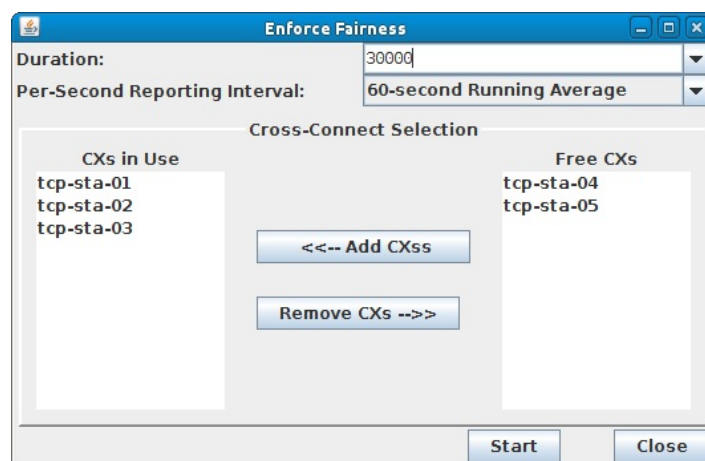 Enforce Fairness
Duration: 30000
Per-Second Reporting Interval: 60-second Running Average
Cross-Connect Selection
CXs in Use
tcp-sta-01
tcp-sta-02
tcp-sta-03
<<-- Add CXss
Remove CXs -->>
Free CXs
tcp-sta-04
tcp-sta-05
Start Close